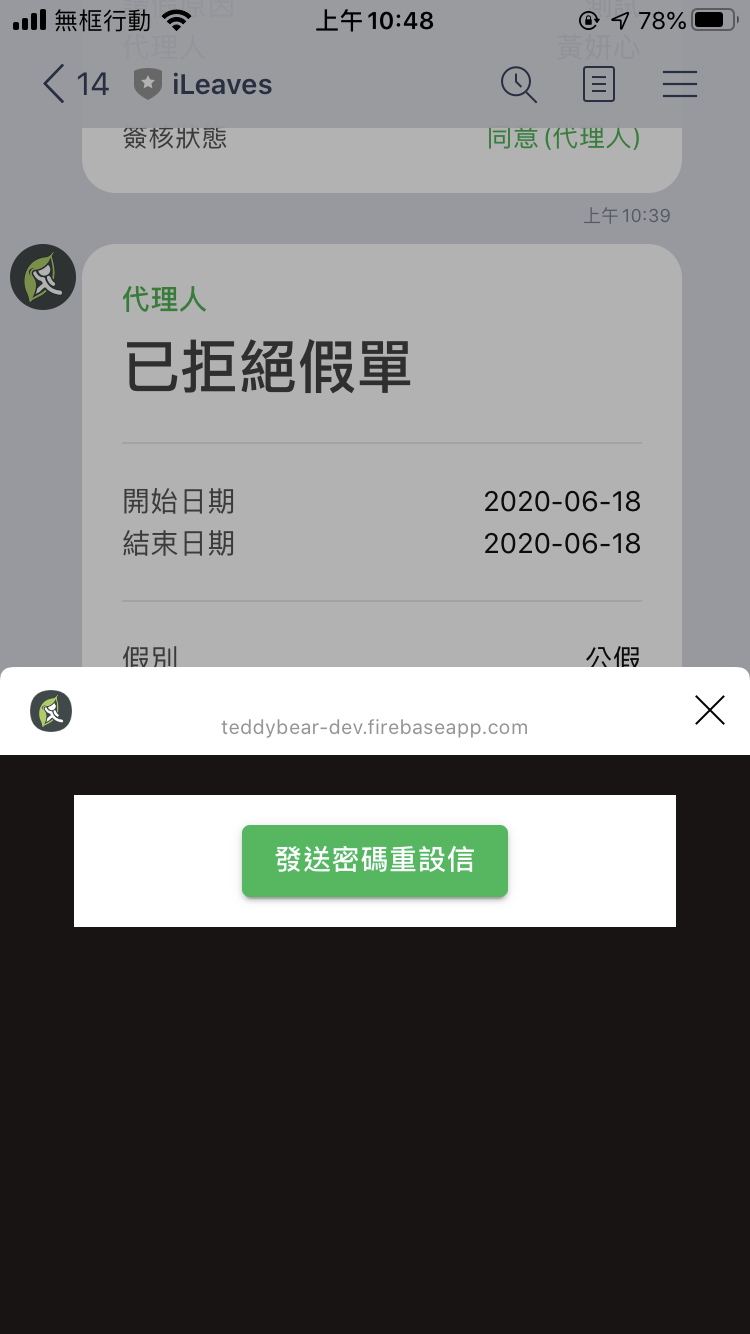 無框行動
上午10:48
78%
14
iLeaves
代理人
黃妍心
簽核狀態
同意(代理人)
上午10:39
代理人
已拒絕假單
開始日期
2020-06-18
結束日期
2020-06-18
假別
公假
teddybear-dev.firebaseapp.com
發送密碼重設信